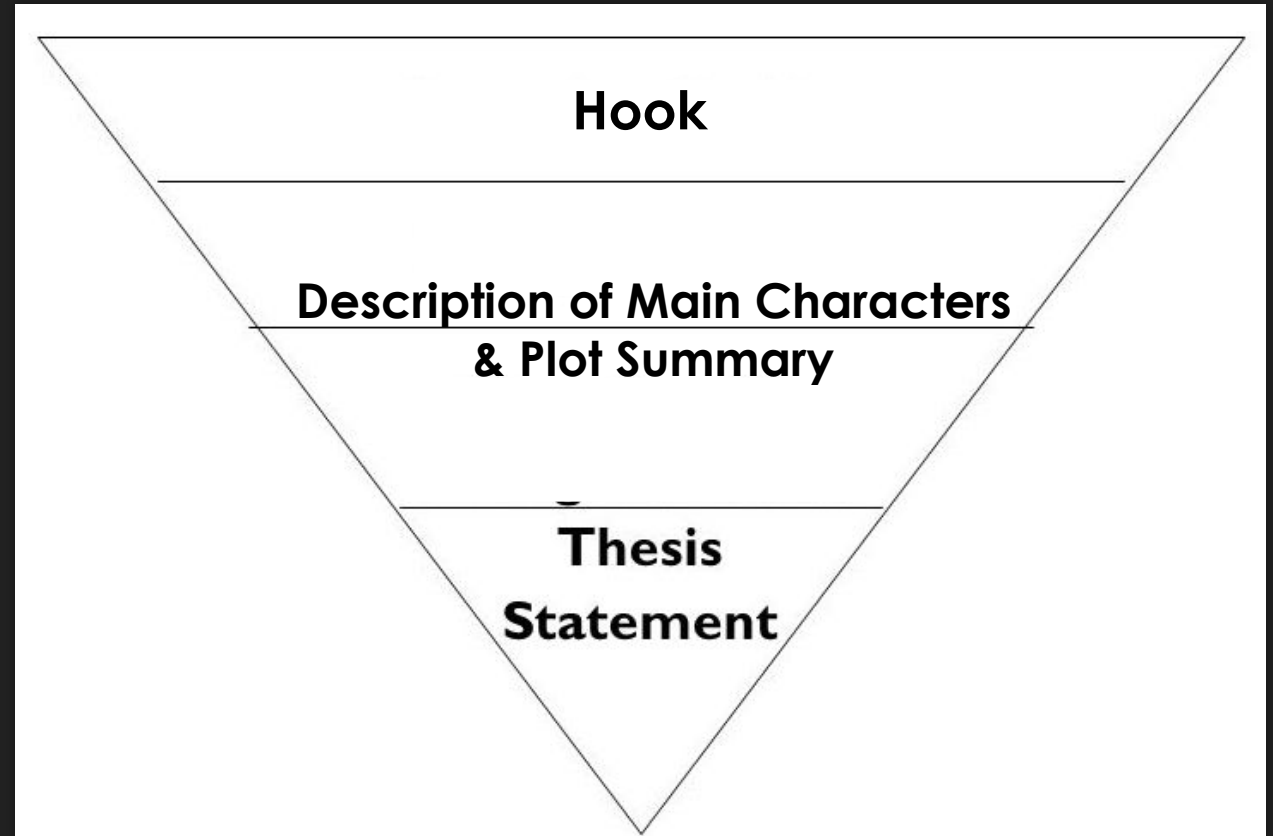 Hook
Description of Main Characters
& Plot Summary
Thesis
Statement